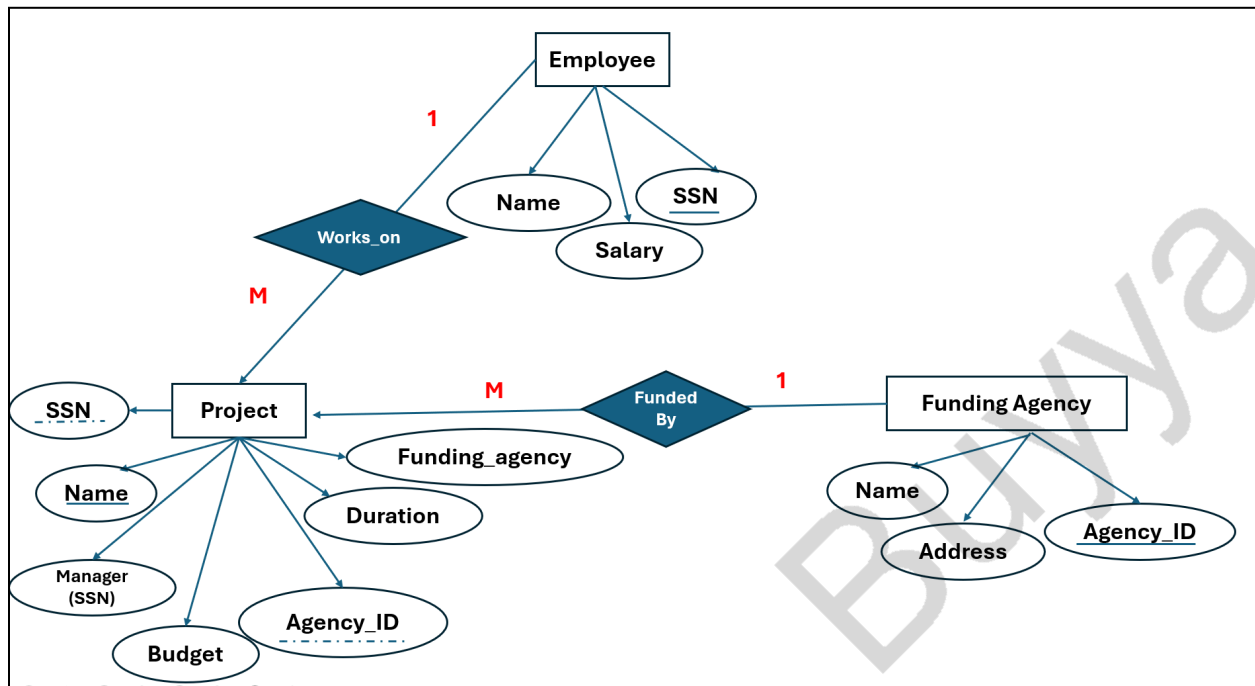 Employee
1
Name
SSN
Salary
Works_on
M
SSN
Project
M
Funded
By
1
Funding Agency
Funding_agency
Name
Duration
Name
Address
Agency_ID
Manager
(SSN)
Budget
Agency_ID
Buyya